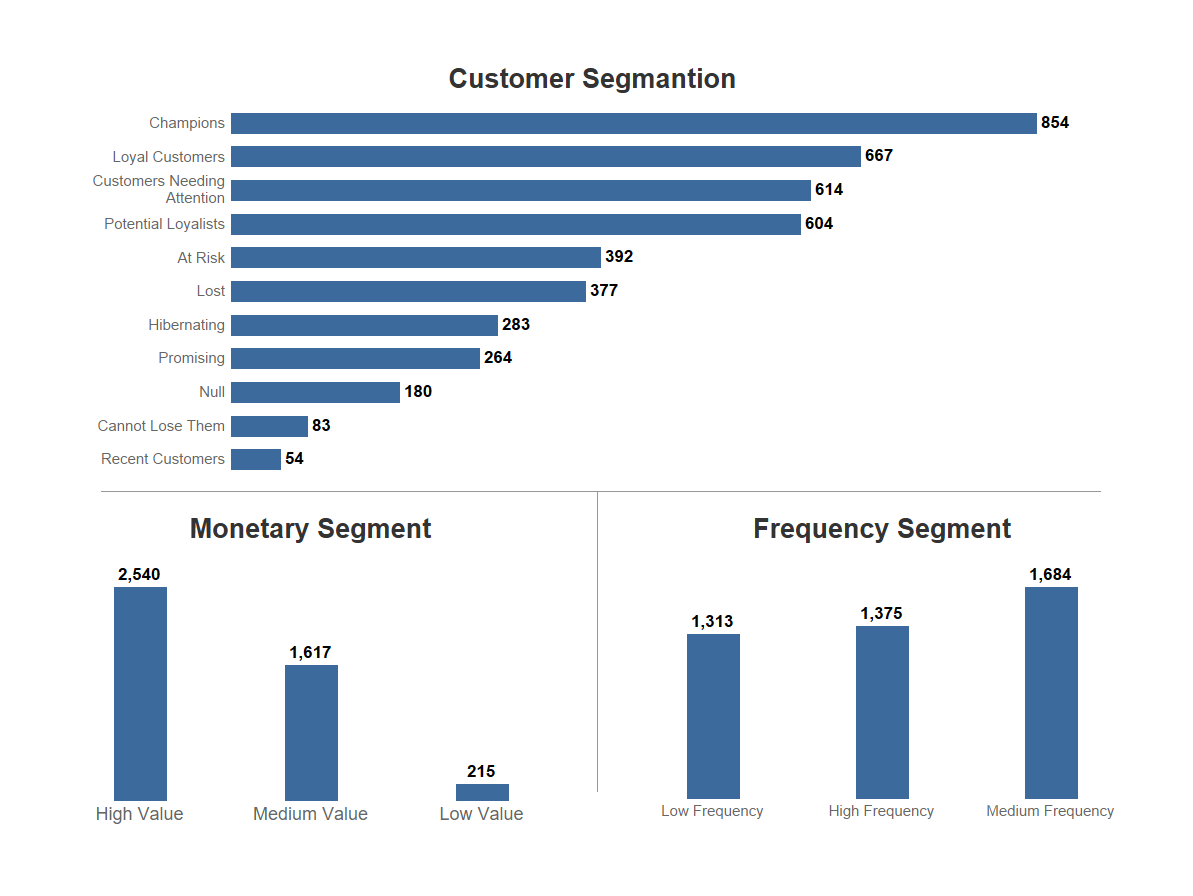 Customer Segmantion
Champions 854
Loyal Customers 667
Customers Needing
Attention 614
Potential Loyalists 604
At Risk 392
Lost 377
Hibernating 283
Promising 264
Null 180
Cannot Lose Them 83
Recent Customers 54
Monetary Segment
2,540
1,617
215
High Value Medium Value Low Value
Frequency Segment
1,313
1,375
1,684
Low Frequency High Frequency Medium Frequency